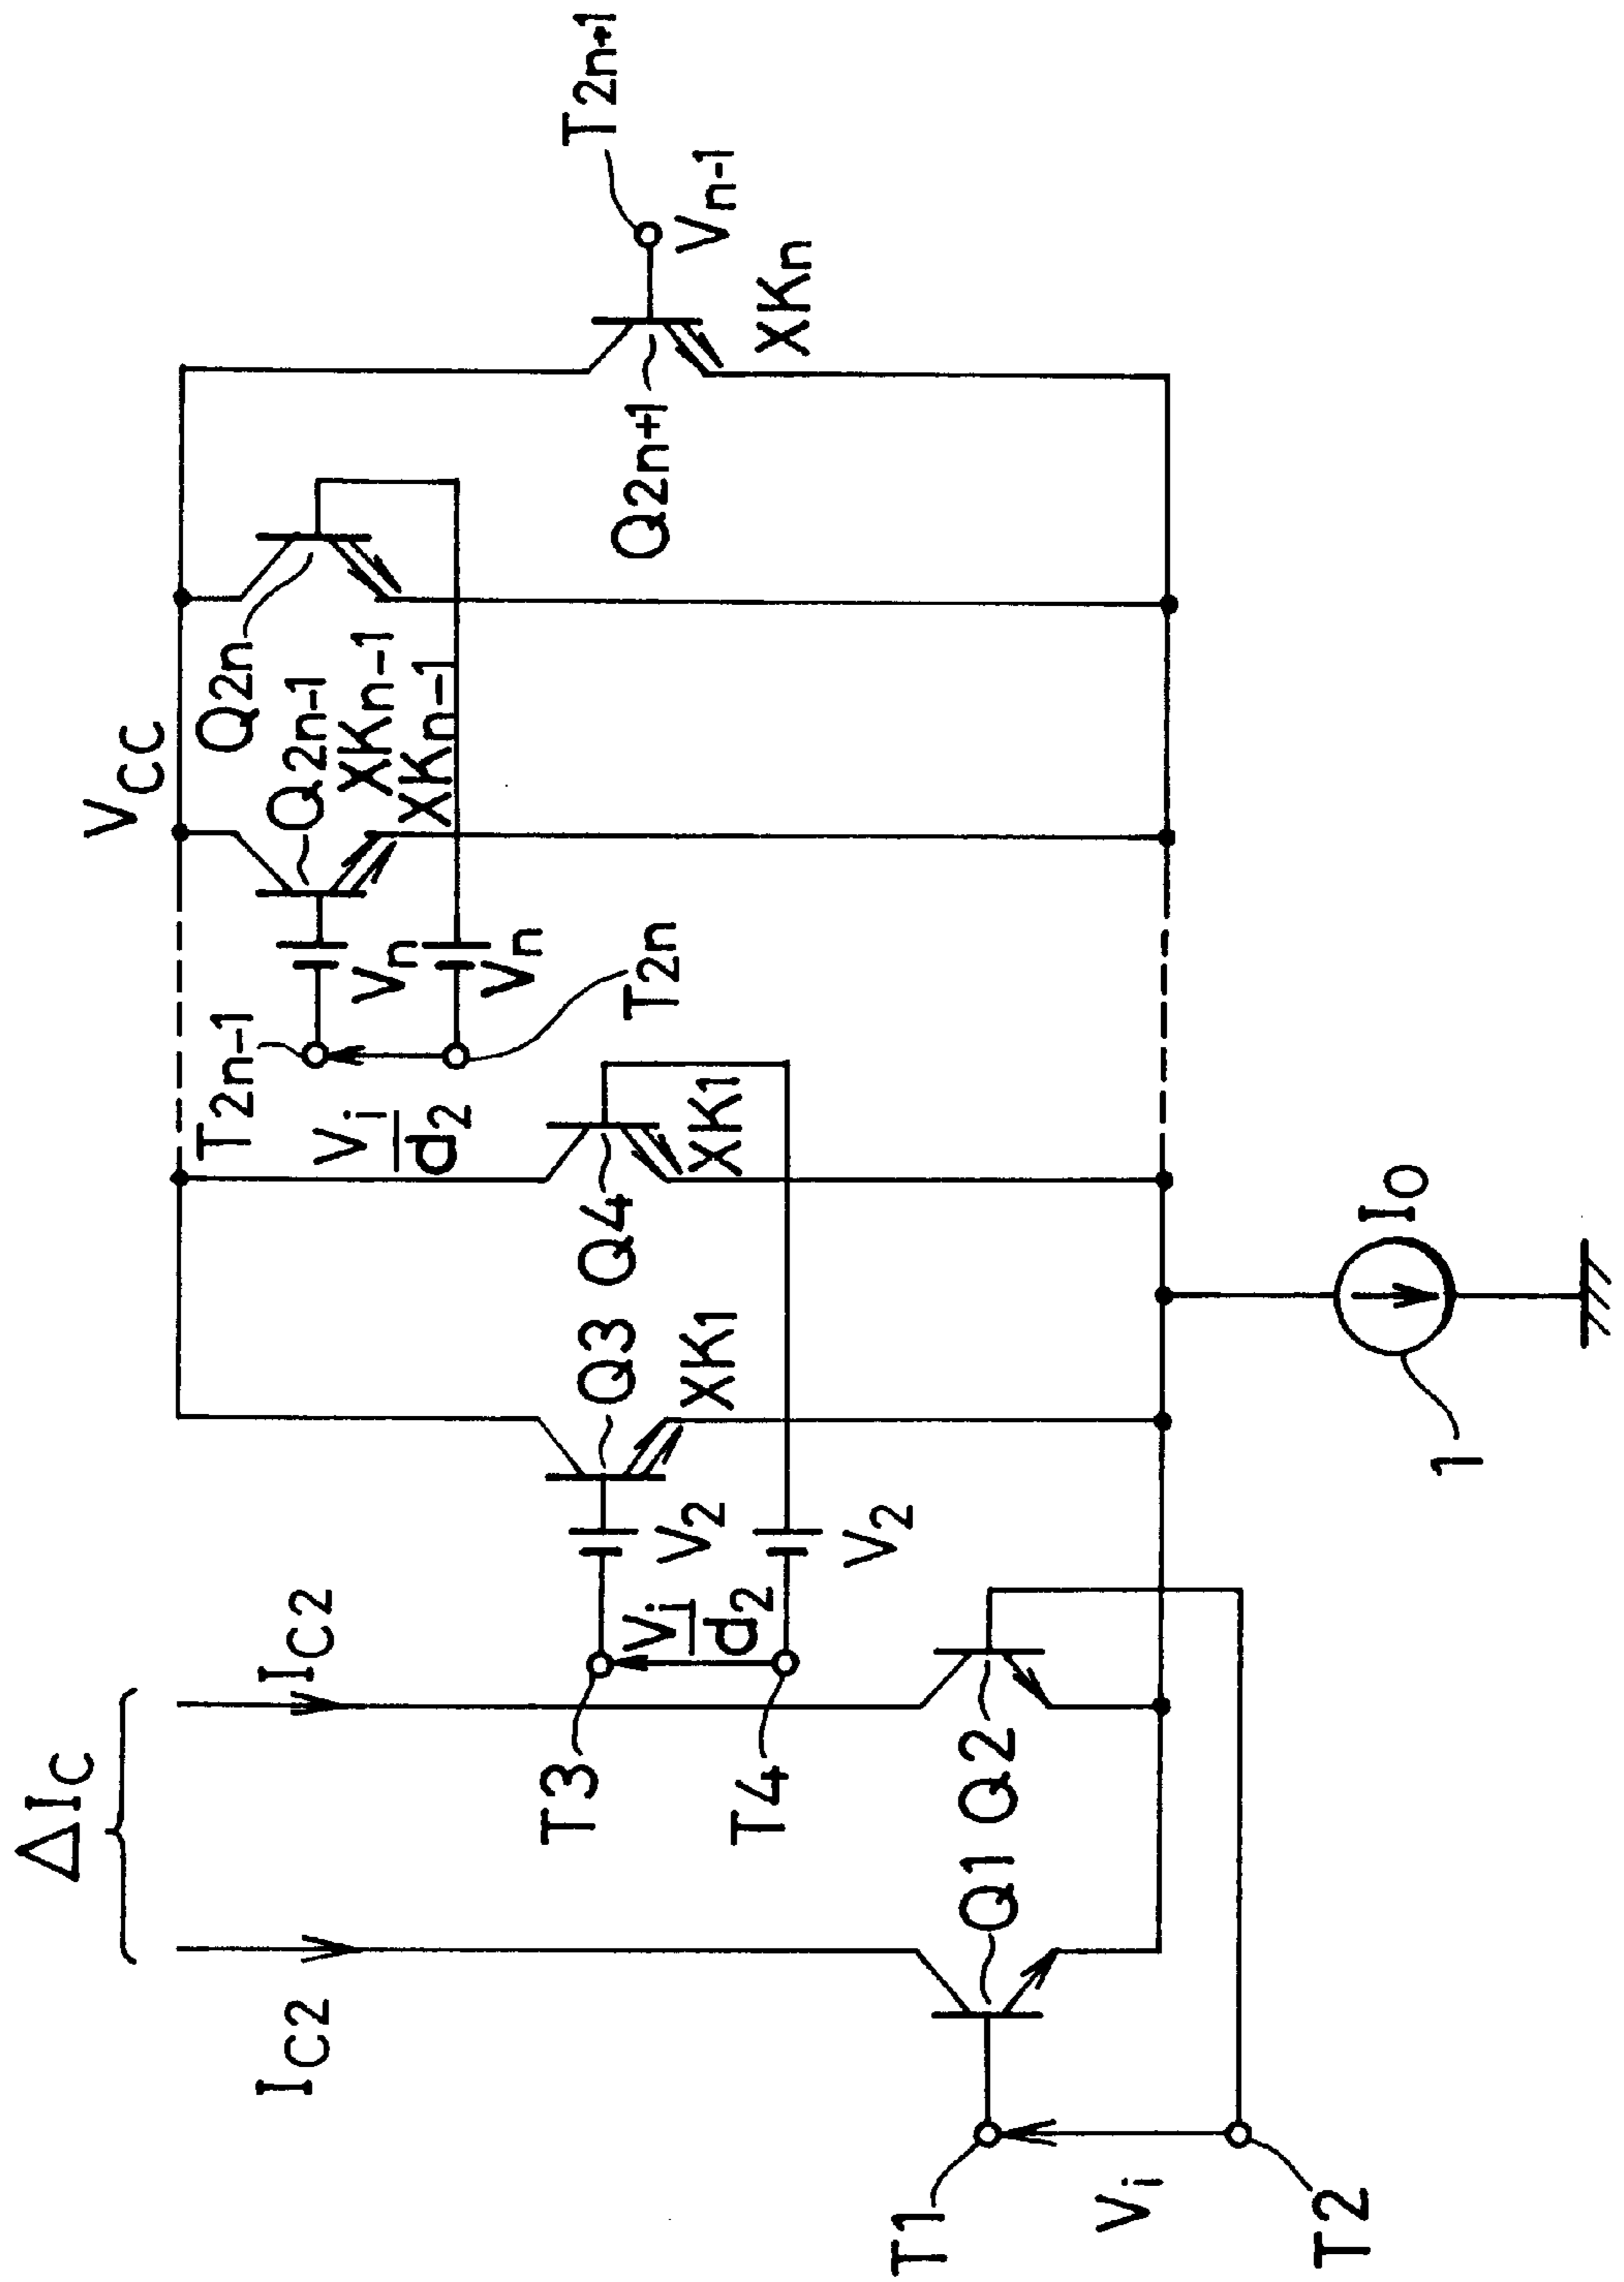 ΔIC
IC2
IC2
VCC
T1
Vi
T2
Q1
Q2
T3
T4
Vi
d2
V2
V2
Q3
XK1
Q4
XK1
T2n-1
Vi
d2
T2n
Vn
Vn
Q2n-1
XKn-1
XKn-1
Q2n
Q2n+1
XKn
Vn-1
T2n+1
I0
1